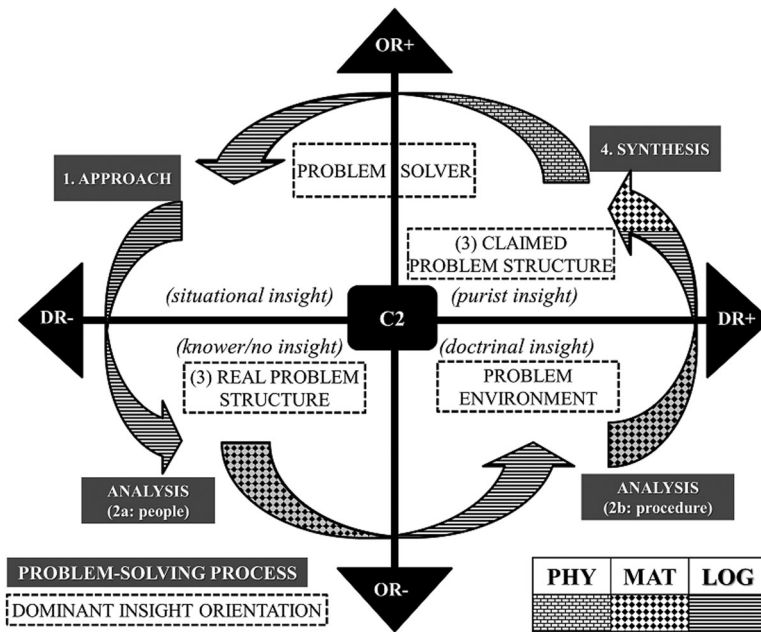 OR+
1. APPROACH
PROBLEM SOLVER
4. SYNTHESIS
(3) CLAIMED
PROBLEM STRUCTURE
(situational insight)
(purist insight)
DR-
C2
DR+
(knower/no insight)
(doctrinal insight)
(3) REAL PROBLEM
STRUCTURE
PROBLEM
ENVIRONMENT
ANALYSIS
(2a: people)
ANALYSIS
(2b: procedure)
PROBLEM-SOLVING PROCESS
DOMINANT INSIGHT ORIENTATION
OR-
PHY MAT LOG